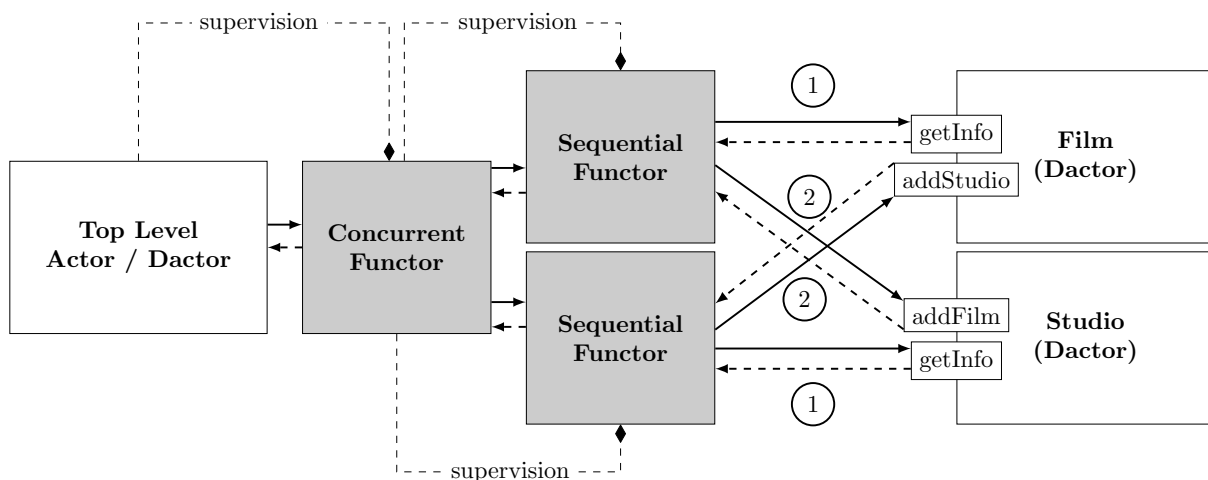 supervision
supervision
1
Sequential
Functor
getInfo
Film
(Dactor)
addStudio
Top Level
Actor / Dactor
Concurrent
Functor
2
2
Sequential
Functor
addFilm
Studio
(Dactor)
getInfo
1
supervision